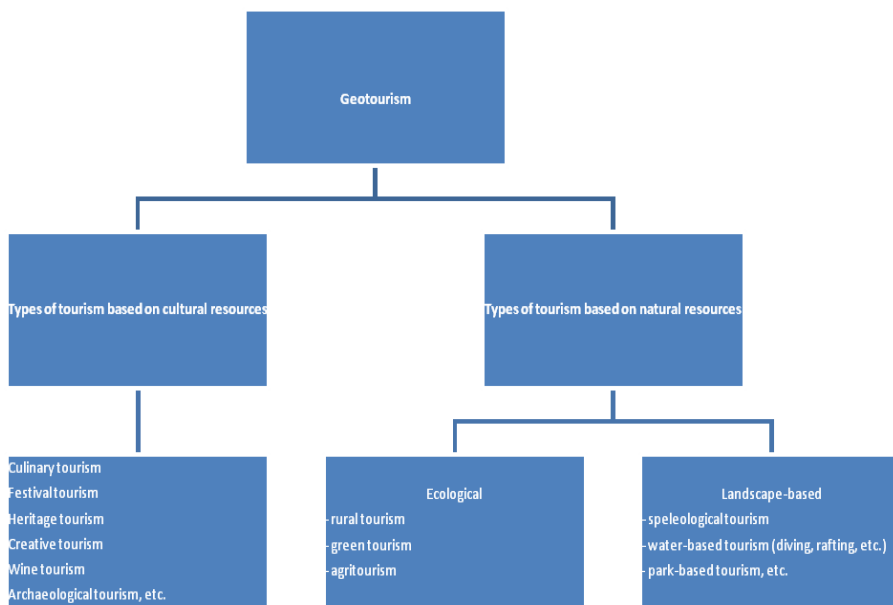 Geotourism
Types of tourism based on cultural resources
Types of tourism based on natural resources
Culinary tourism
Festival tourism
Heritage tourism
Creative tourism
Wine tourism
Archaeological tourism, etc.
Ecological
- rural tourism
- green tourism
- agritourism
Landscape-based
- speleological tourism
- water-based tourism (diving, rafting, etc.)
- park-based tourism, etc.